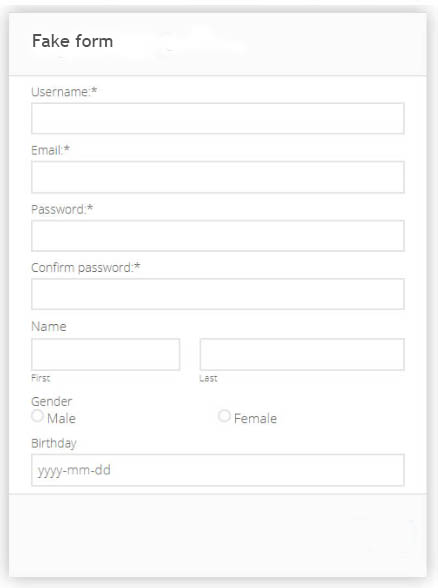 Fake form
Username:*
Email:*
Password:*
Confirm password:*
Name
First Last
Gender
Male Female
Birthday
yyyy-mm-dd